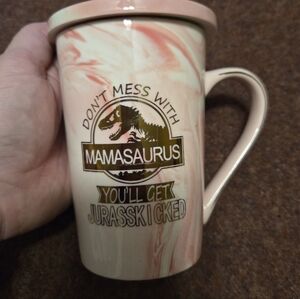 DON'T MESS WITH
MAMASAURUS
YOU'LL GET
JURASSKICKED